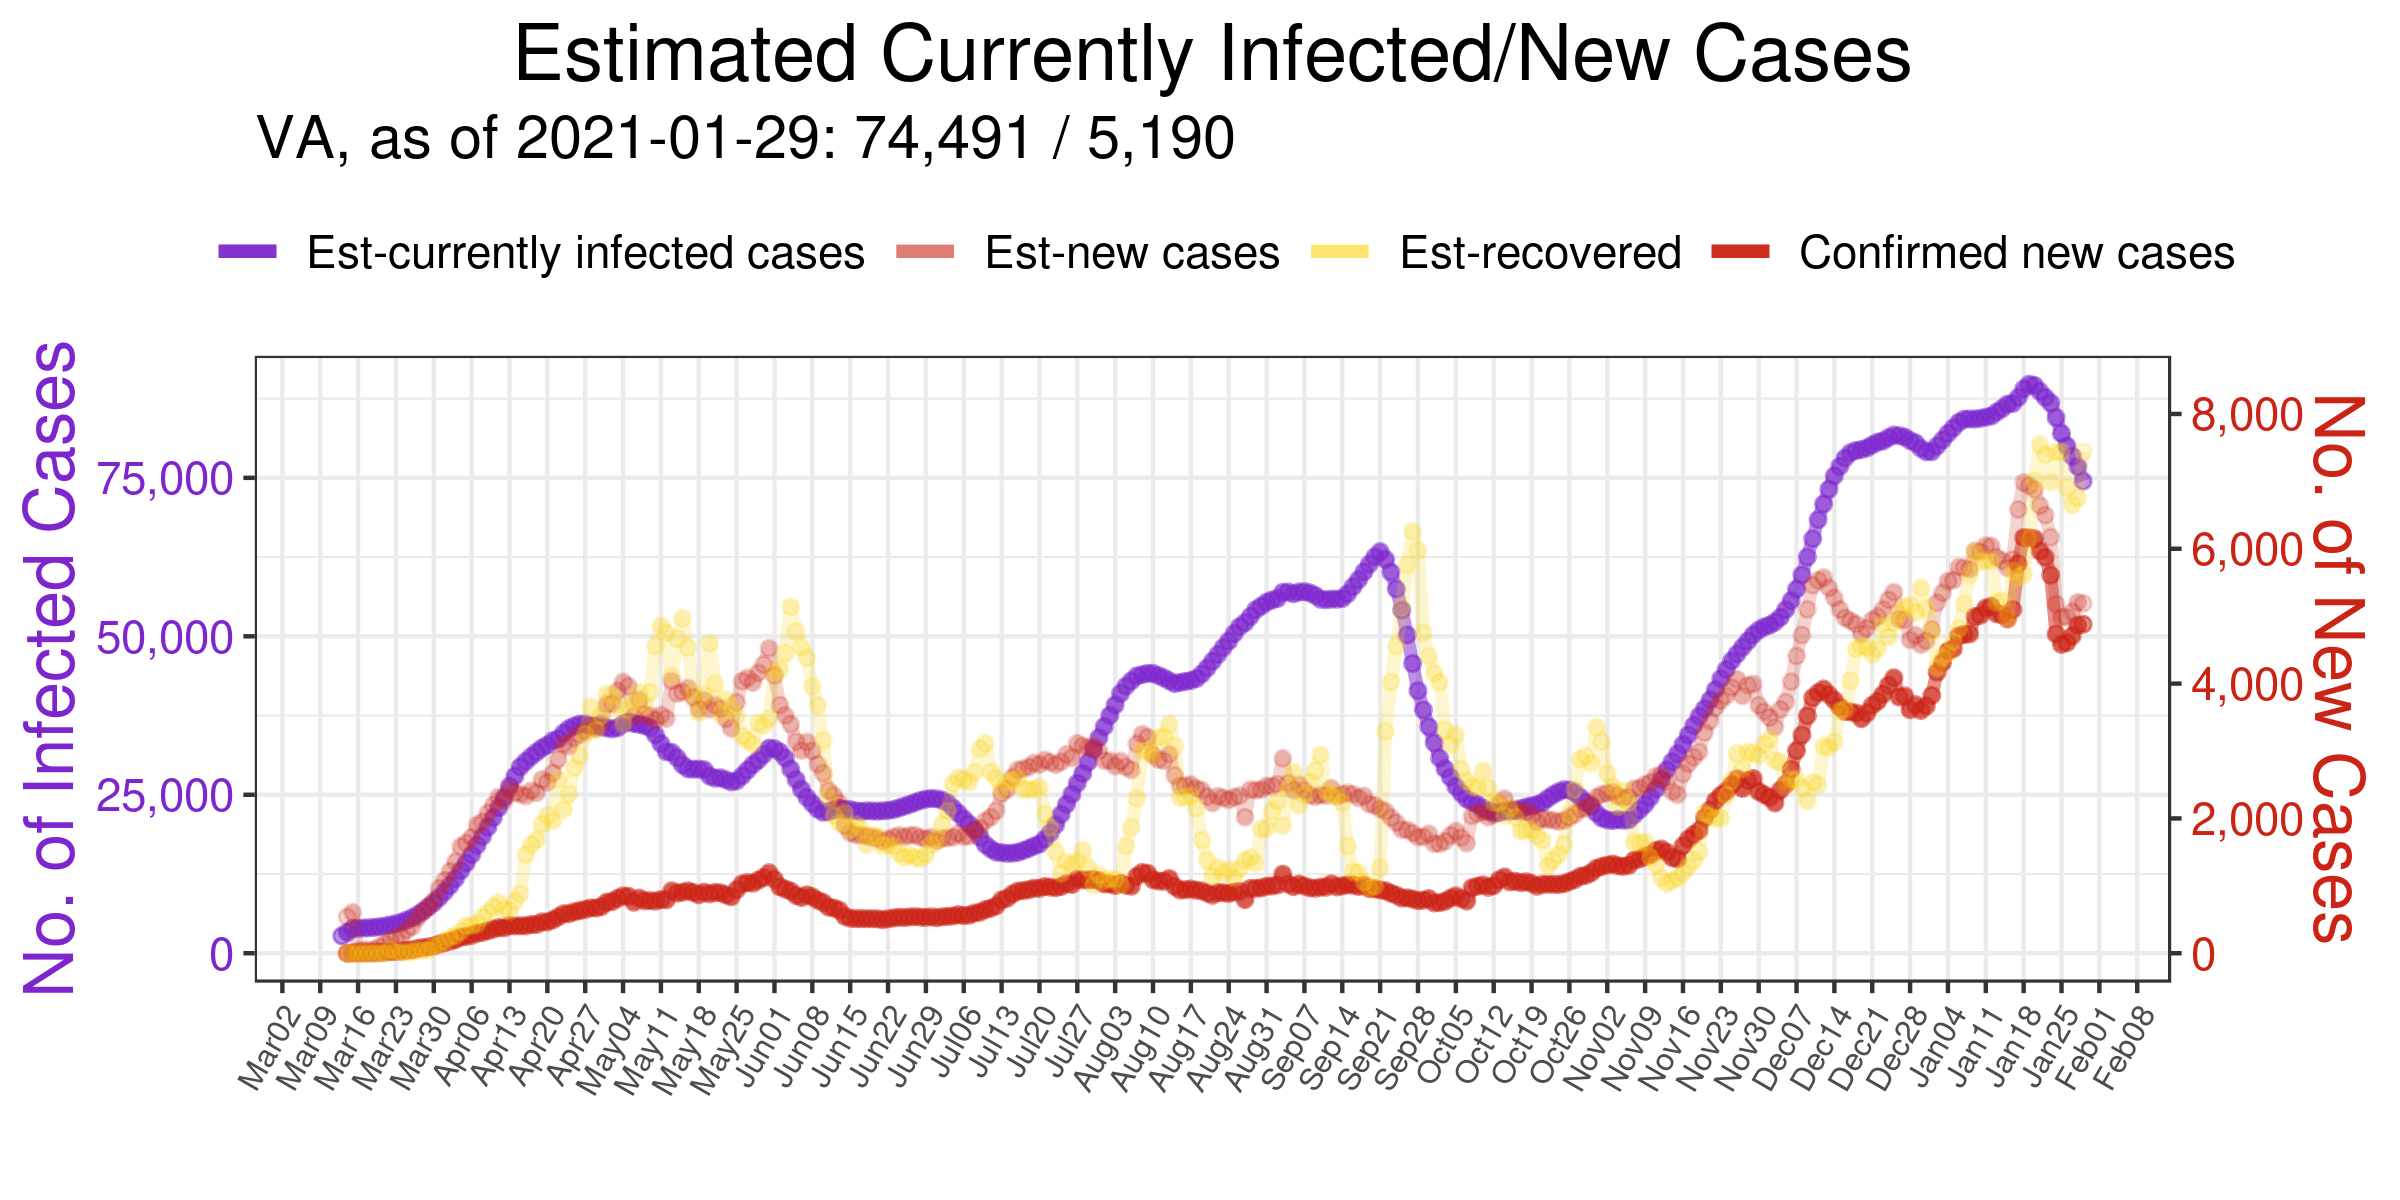 Estimated Currently Infected/New Cases
VA, as of 2021-01-29: 74,491 / 5,190
Est-currently infected cases Est-new cases Est-recovered Confirmed new cases
No. of Infected Cases
75,000
50,000
25,000
0
8,000
6,000
4,000
2,000
0
No. of New Cases
Mar02 Mar09 Mar16 Mar23 Mar30 Apr06 Apr13 Apr20 Apr27 May04 May11 May18 May25 Jun01 Jun08 Jun15 Jun22 Jun29 Jul06 Jul13 Jul20 Jul27 Aug03 Aug10 Aug17 Aug24 Aug31 Sep07 Sep14 Sep21 Sep28 Oct05 Oct12 Oct19 Oct26 Nov02 Nov09 Nov16 Nov23 Nov30 Dec07 Dec14 Dec21 Dec28 Jan04 Jan11 Jan18 Jan25 Feb01 Feb08